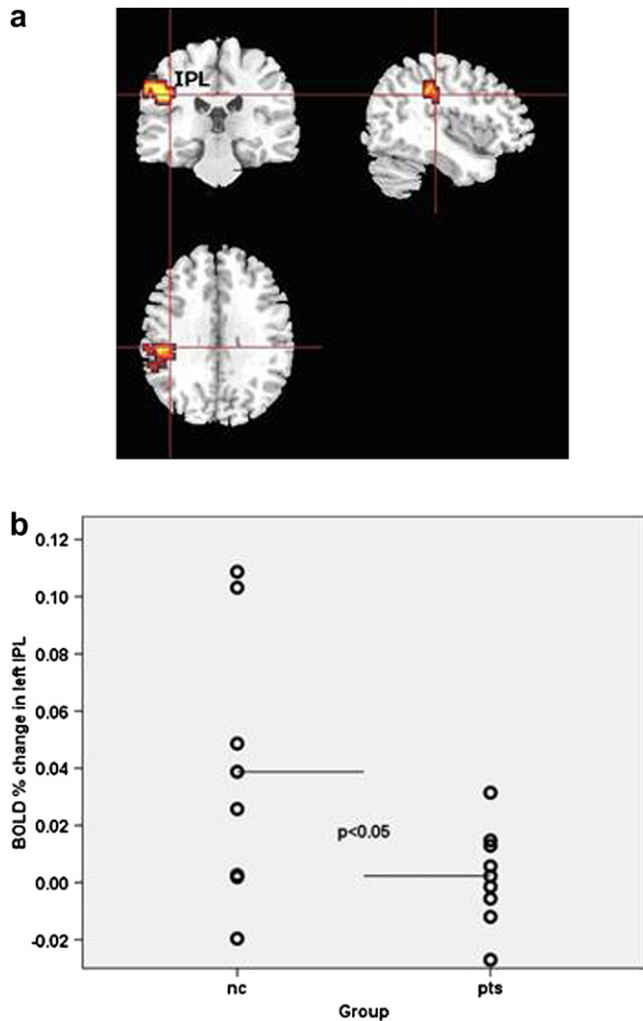 a
IPL
b
BOLD % change in left IPL
0.12
0.10
0.08
0.06
0.04
0.02
0.00
-0.02
p<0.05
nc
pts
Group